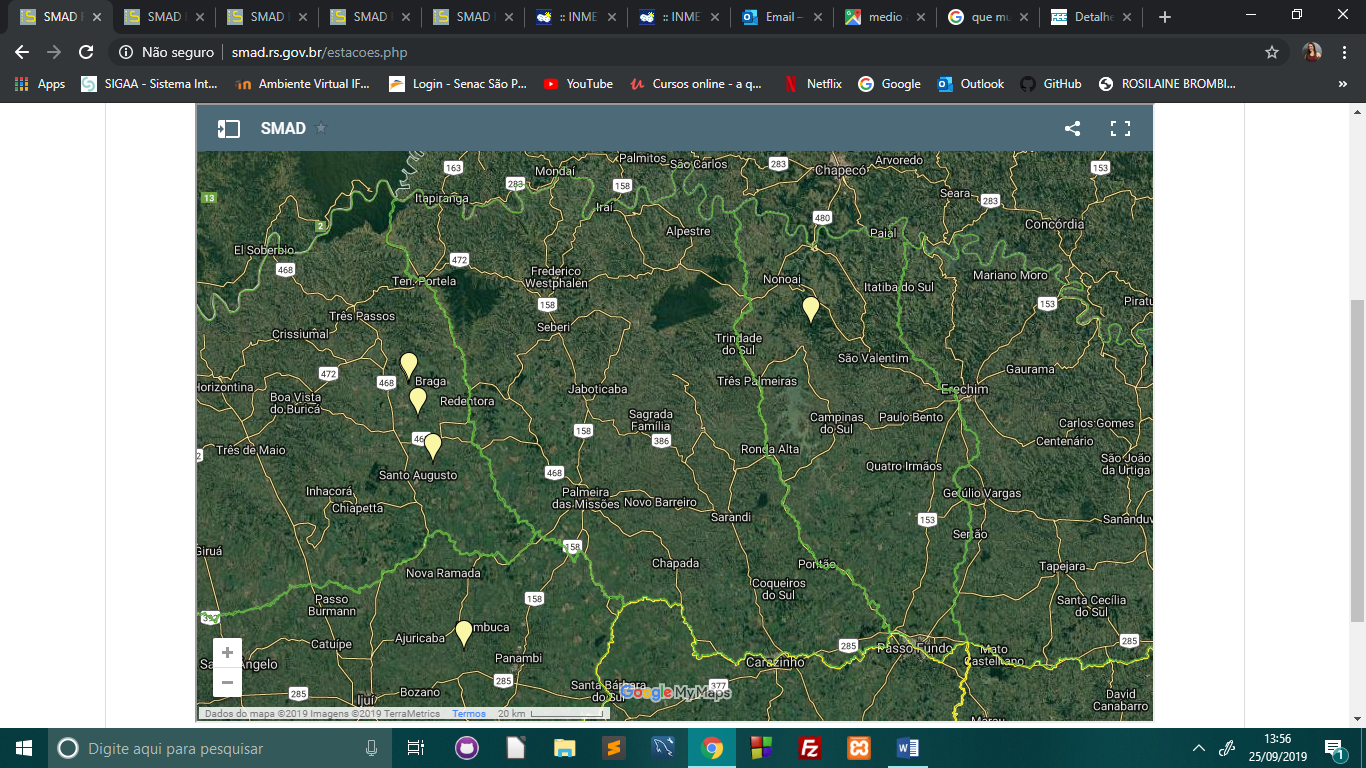 SMAD
SMAD
SMAD
SMAD
SMAD
:: INME
:: INME
Email –
medio
que mu
Detalhe
Não seguro
smad.rs.gov.br/estacoes.php
Apps
SIGAA - Sistema Int...
Ambiente Virtual IF...
Login - Senac São P...
YouTube
Cursos online - a q...
Netflix
Google
Outlook
GitHub
ROSILAINE BROMBI...
»
SMAD
Palmitos
São Carlos
283
Chapecó
Arvoredo
153
163
Mondaí
283
158
Seara
283
13
Itapiranga
Iraí
480
2
Alpestre
Paial
Concórdia
El Soberbio
468
472
Ten. Portela
Frederico
Westphalen
Nonoai
Itatiba do Sul
Mariano Moro
153
Piratu
158
Três Passos
Seberi
Crissiumal
Trindade
do Sul
São Valentim
Gaurama
472
468
Braga
Horizontina
Boa Vista
do Buricá
Redentora
Jaboticaba
Três Palmeiras
Erechim
Sagrada
Família
Campinas
do Sul
Paulo Bento
Carlos Gomes
158
386
Centenário
46
Três de Maio
Ronda Alta
São João
da Urtiga
Santo Augusto
468
Quatro Irmãos
Inhacorá
Chiapetta
Palmeira
das Missões
Novo Barreiro
Getúlio Vargas
Sarandi
153
Sananduv
Sertão
Giruá
158
Chapada
Pontão
Tapejara
Nova Ramada
Coqueiros
do Sul
Passo
Burmann
158
Santa Cecília
do Sul
392
Catuípe
Ajuricaba
mbuca
285
Passo Fundo
Mato
Castelhano
285
Panambi
Carazinho
285
Santa Bárbara
do Sul
377
David
Canabarro
285
Ijuí
Bozano
Marau
+
−
Google My Maps
Dados do mapa ©2019 Imagens ©2019 TerraMetrics
Termos
20 km
Digite aqui para pesquisar
13:56
25/09/2019
1